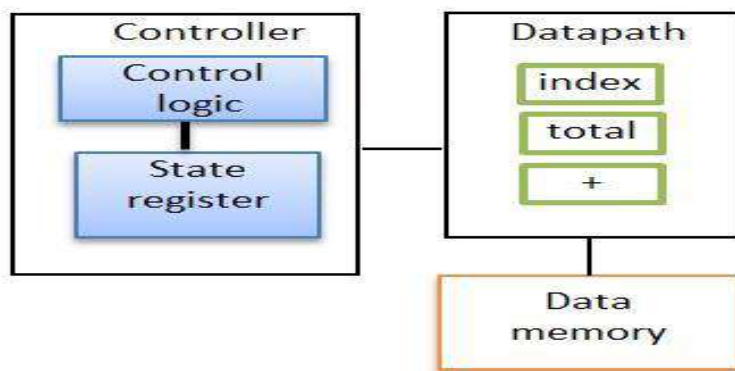 Controller
Control
logic
State
register
Datapath
index
total
+
Data
memory